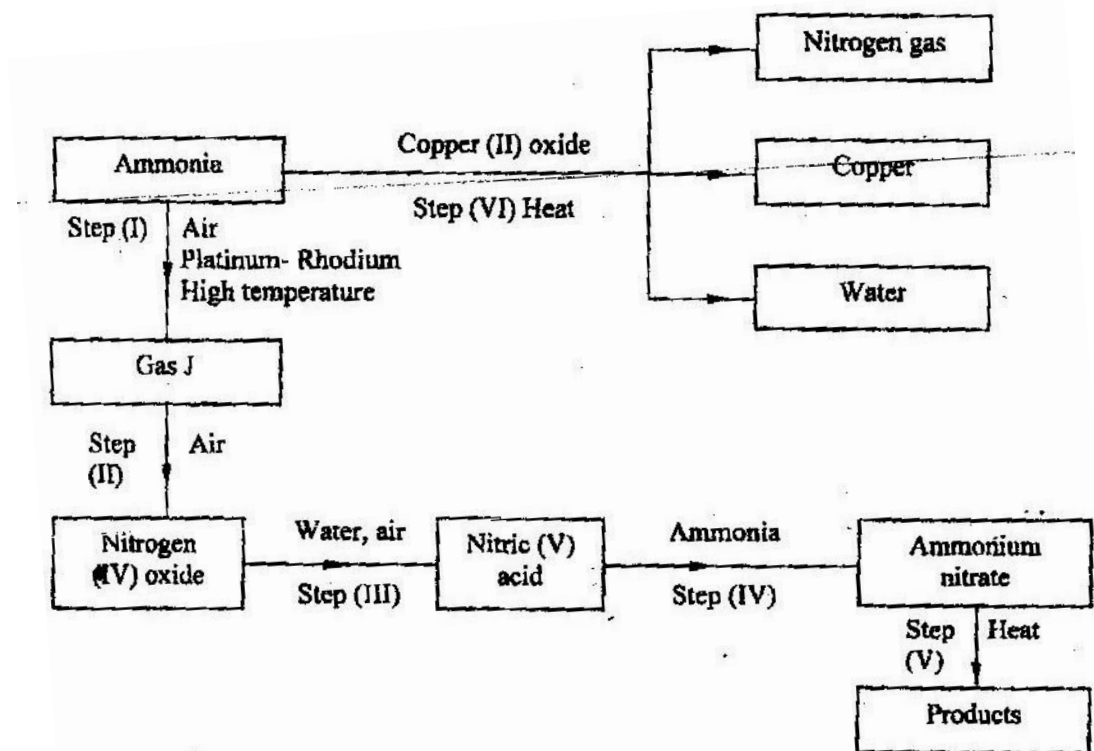 Nitrogen gas
Copper (II) oxide
Ammonia
Copper
Step (VI) Heat
Step (I)
Air
Platinum- Rhodium
High temperature
Water
Gas J
Step
(II)
Air
Nitrogen
(IV) oxide
Water, air
Step (III)
Nitric (V)
acid
Ammonia
Step (IV)
Ammonium
nitrate
Step
(V)
Heat
Products